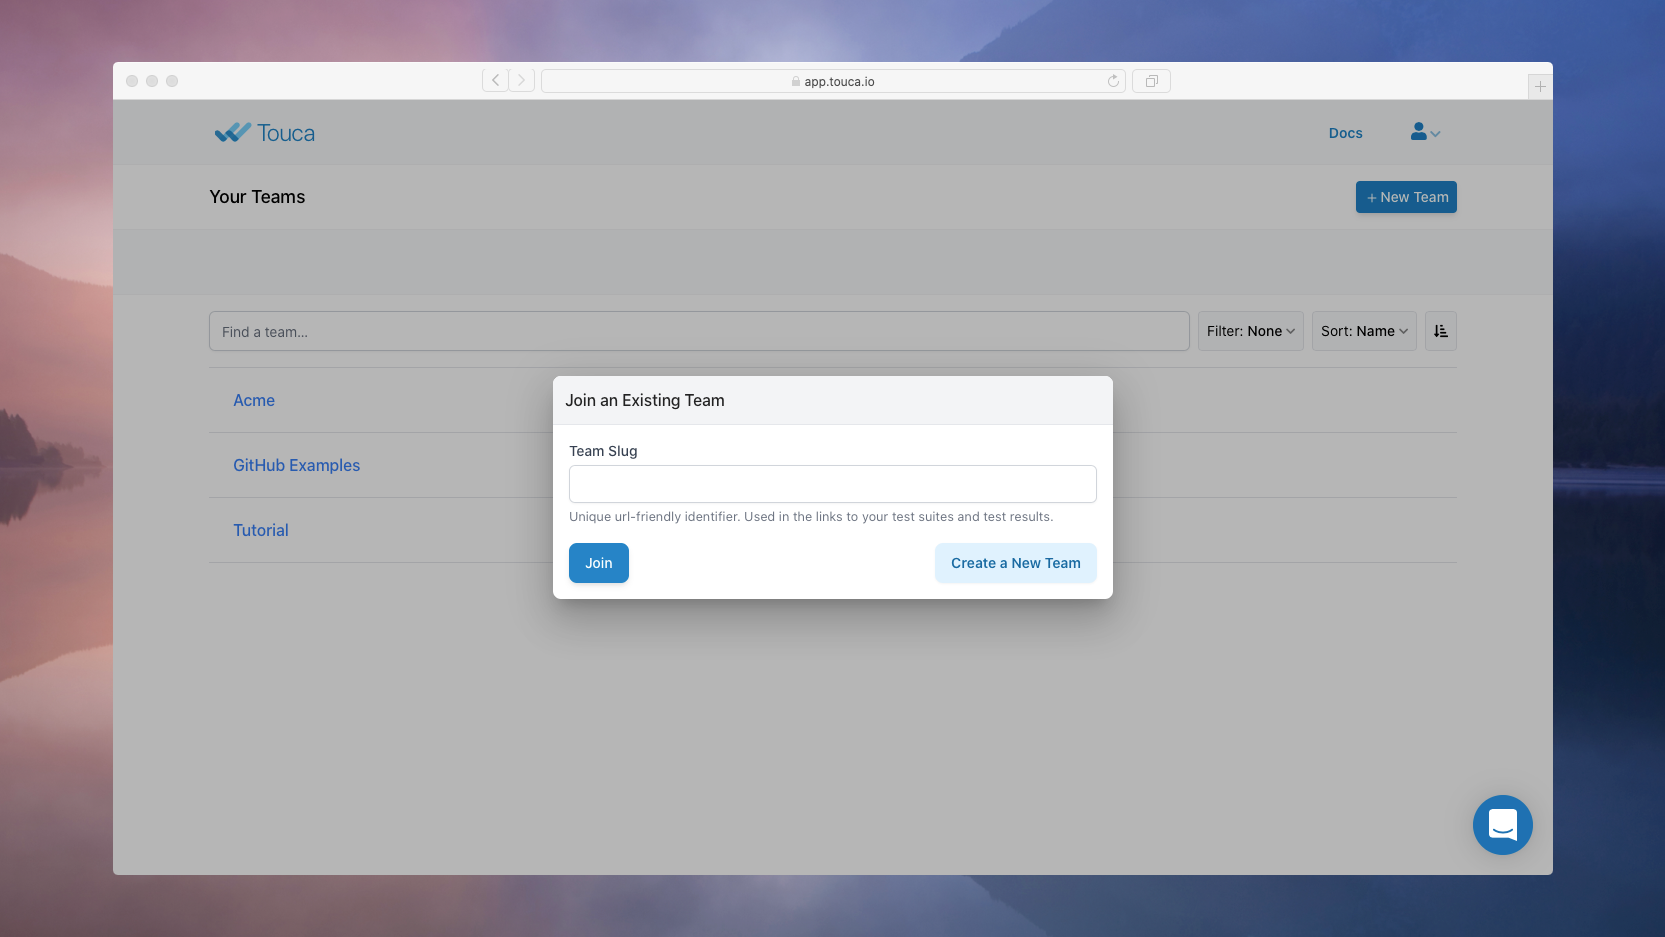 app.touca.io
Touca
Docs
Your Teams
+ New Team
Find a team...
Filter: None
Sort: Name
Acme
GitHub Examples
Tutorial
Join an Existing Team
Team Slug
Unique url-friendly identifier. Used in the links to your test suites and test results.
Join
Create a New Team